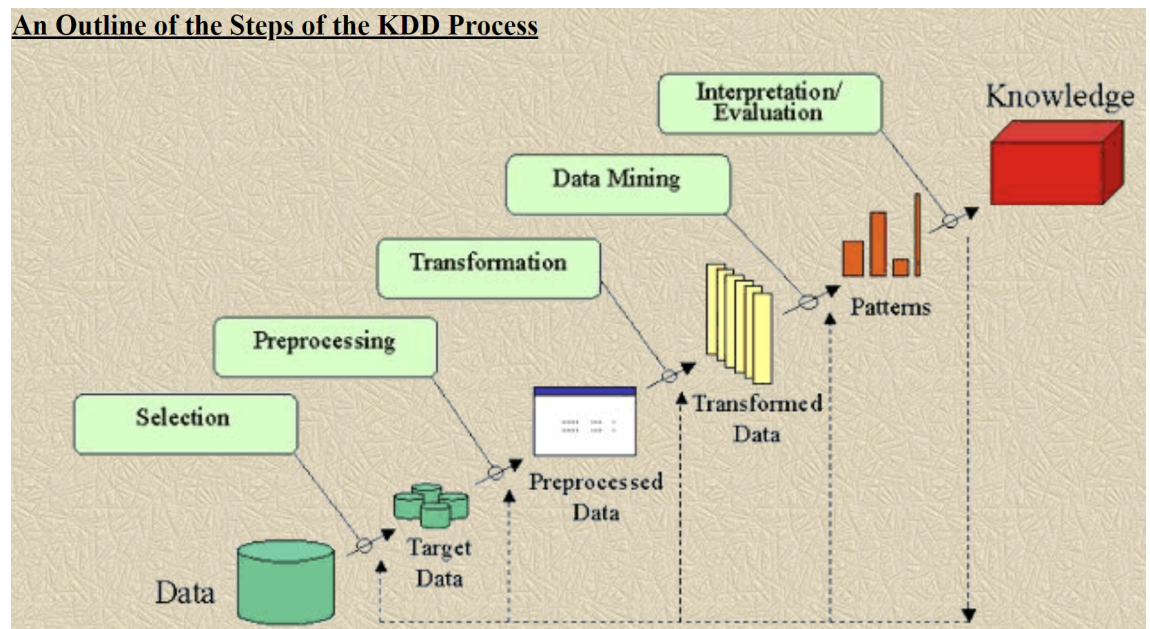 An Outline of the Steps of the KDD Process
Interpretation/
Evaluation
Knowledge
Data Mining
Transformation
Patterns
Preprocessing
Transformed
Data
Selection
Preprocessed
Data
Target
Data
Data